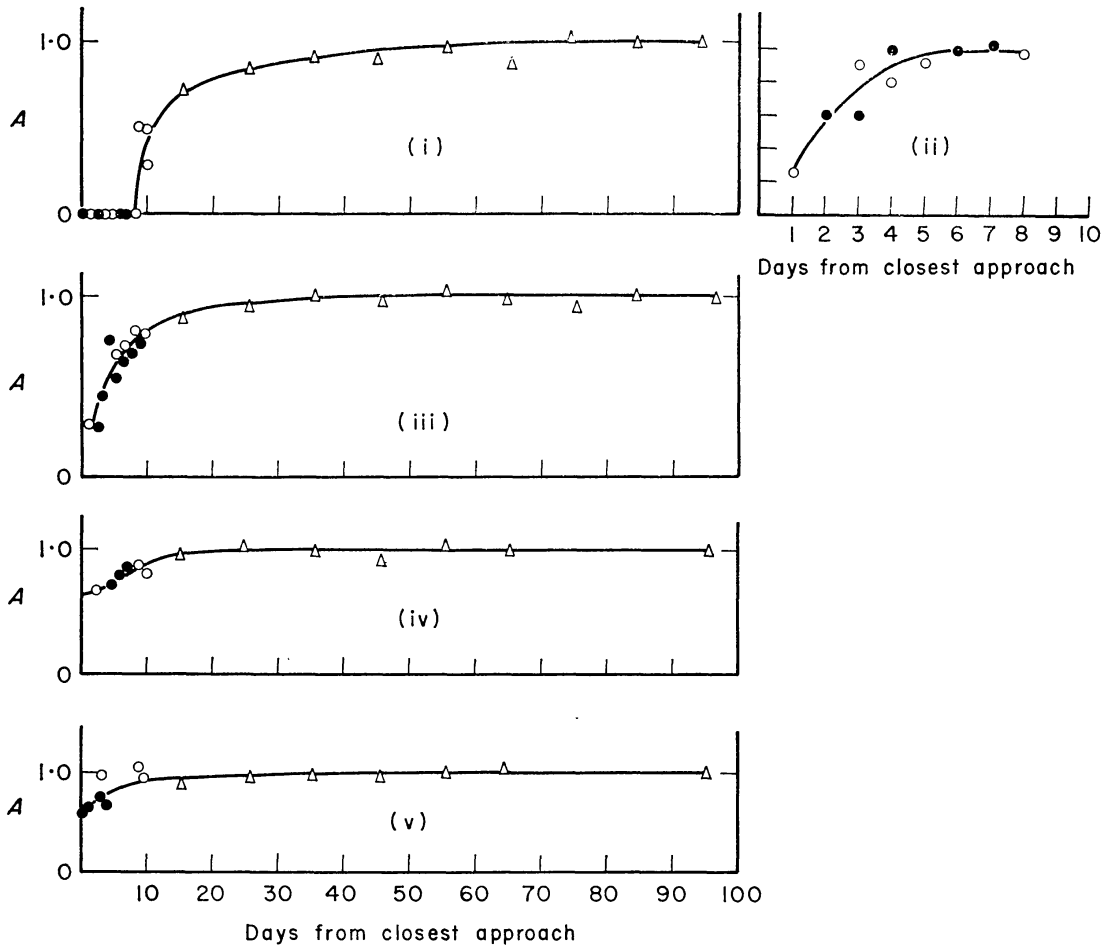 1·0
A
0
(i)
(ii)
1 2 3 4 5 6 7 8 9 10
Days from closest approach
1·0
A
0
(iii)
1·0
A
0
(iv)
1·0
A
0
(v)
10 20 30 40 50 60 70 80 90 100
Days from closest approach